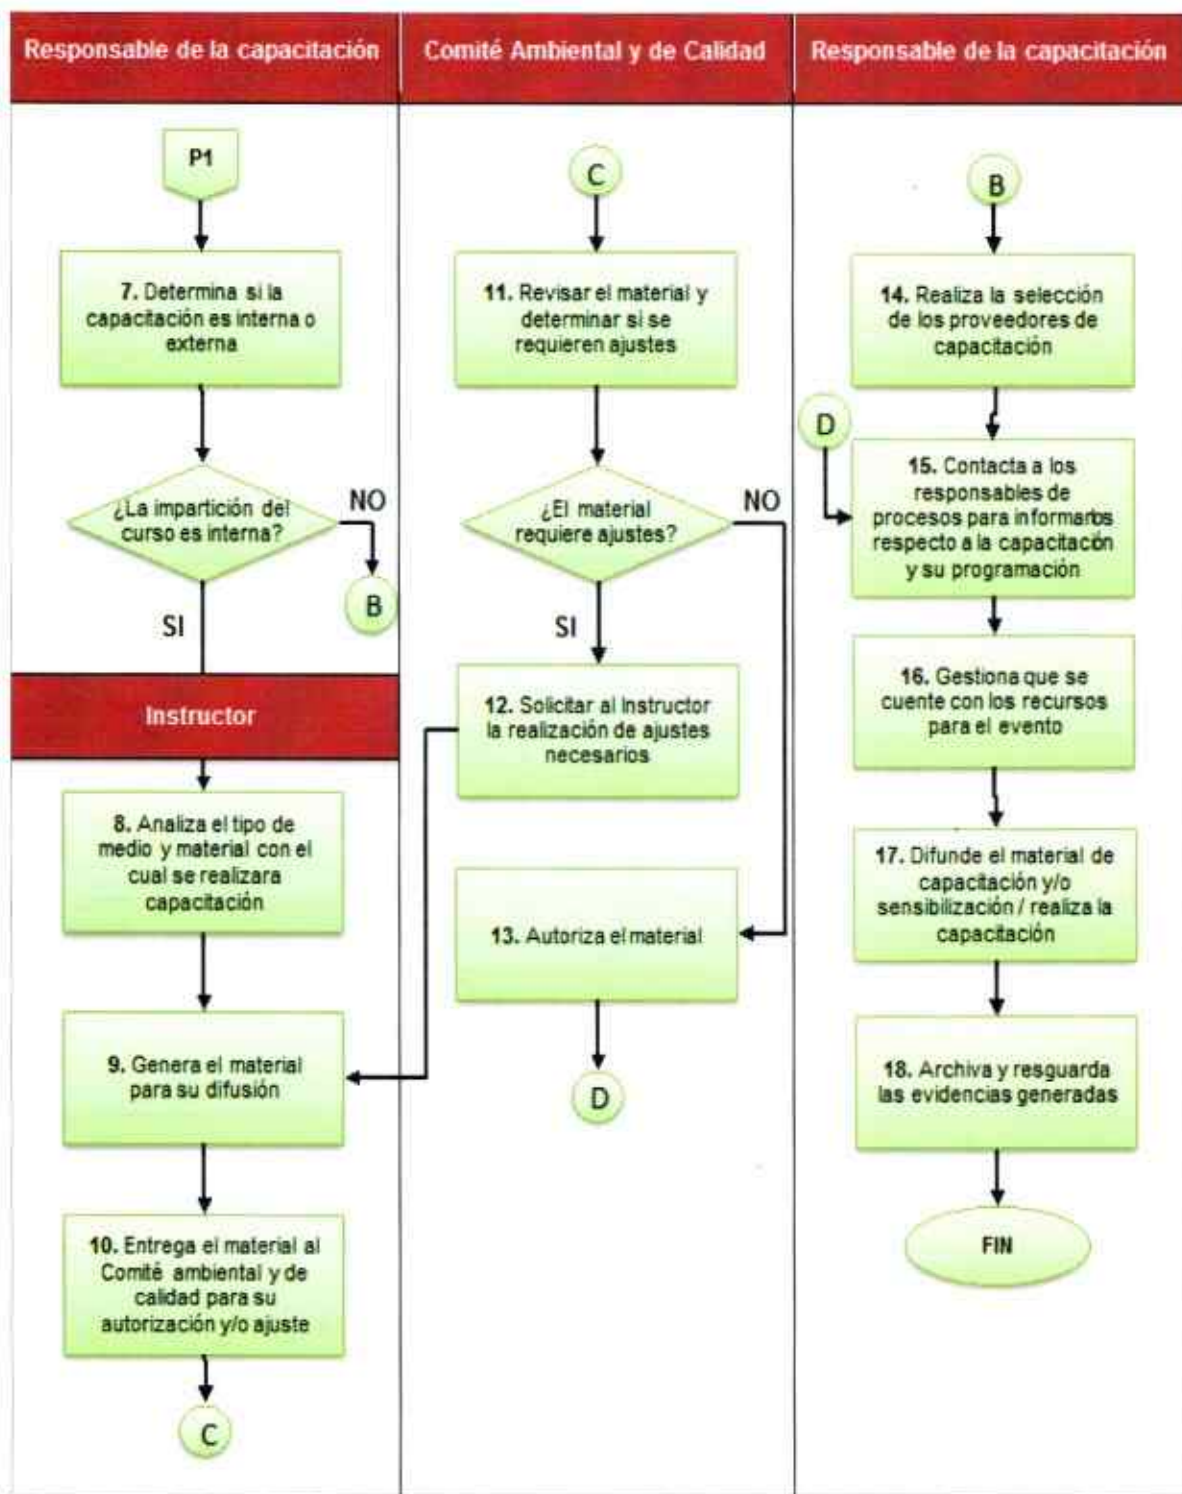 Responsable de la capacitación
Comité Ambiental y de Calidad
Responsable de la capacitación
P1
7. Determina si la
capacitación es interna o
externa
¿La impartición del
curso es interna?
NO
B
SI
Instructor
8. Analiza el tipo de
medio y material con el
cual se realizara
capacitación
9. Genera el material
para su difusión
10. Entrega el material al
Comité ambiental y de
calidad para su
autorización y/o ajuste
C
C
11. Revisar el material y
determinar si se
requieren ajustes
¿El material
requiere ajustes?
NO
SI
12. Solicitar al Instructor
la realización de ajustes
necesarios
13. Autoriza el material
D
B
14. Realiza la selección
de los proveedores de
capacitación
D
15. Contacta a los
responsables de
procesos para informarlos
respecto a la capacitación
y su programación
16. Gestiona que se
cuente con los recursos
para el evento
17. Difunde el material de
capacitación y/o
sensibilización / realiza la
capacitación
18. Archiva y resguarda
las evidencias generadas
FIN